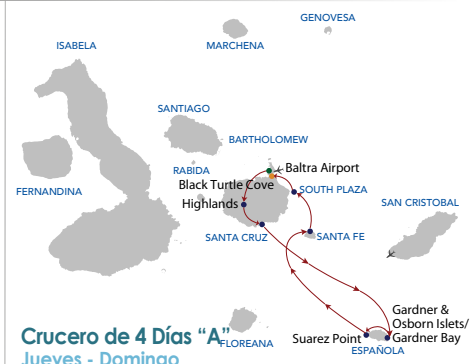 GENOVESA
ISABELA
MARCHENA
SANTIAGO
BARTHOLOMEW
RABIDA
Baltra Airport
Black Turtle Cove
SOUTH PLAZA
FERNANDINA
Highlands
SAN CRISTOBAL
SANTA CRUZ
SANTA FE
Gardner &
Osborn Islets/
Gardner Bay
Suarez Point
ESPAÑOLA
FLOREANA
Crucero de 4 Días “A”
Jueves - Domingo